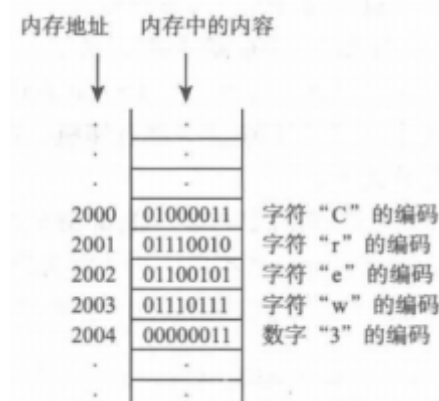 内存地址 内存中的内容
2000 01000011 字符“C”的编码
2001 01110010 字符“r”的编码
2002 01100101 字符“e”的编码
2003 01110111 字符“w”的编码
2004 00000011 数字“3”的编码